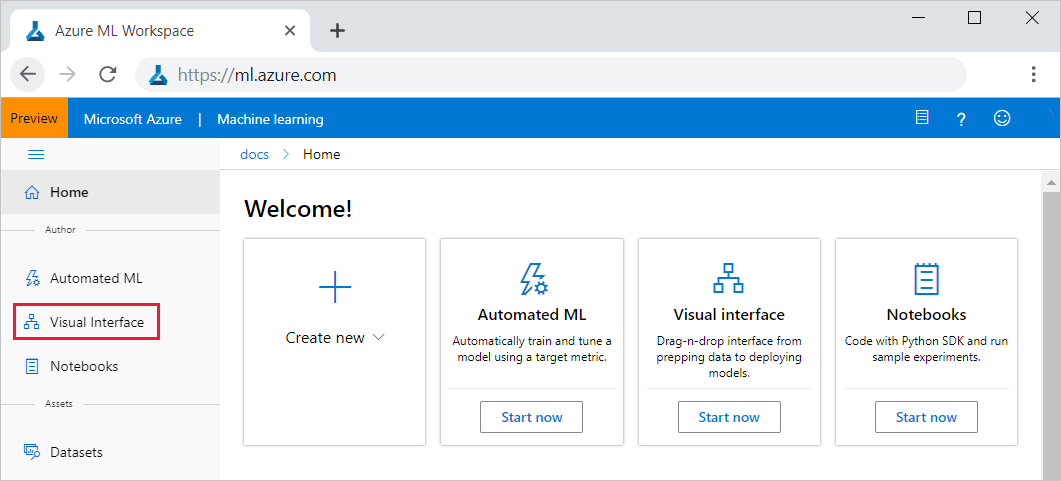 Azure ML Workspace
https://ml.azure.com
Preview
Microsoft Azure | Machine learning
?
docs > Home
Home
Author
Automated ML
Visual Interface
Notebooks
Assets
Datasets
Welcome!
Create new
Automated ML
Automatically train and tune a
model using a target metric.
Start now
Visual interface
Drag-n-drop interface from
prepping data to deploying
models.
Start now
Notebooks
Code with Python SDK and run
sample experiments.
Start now